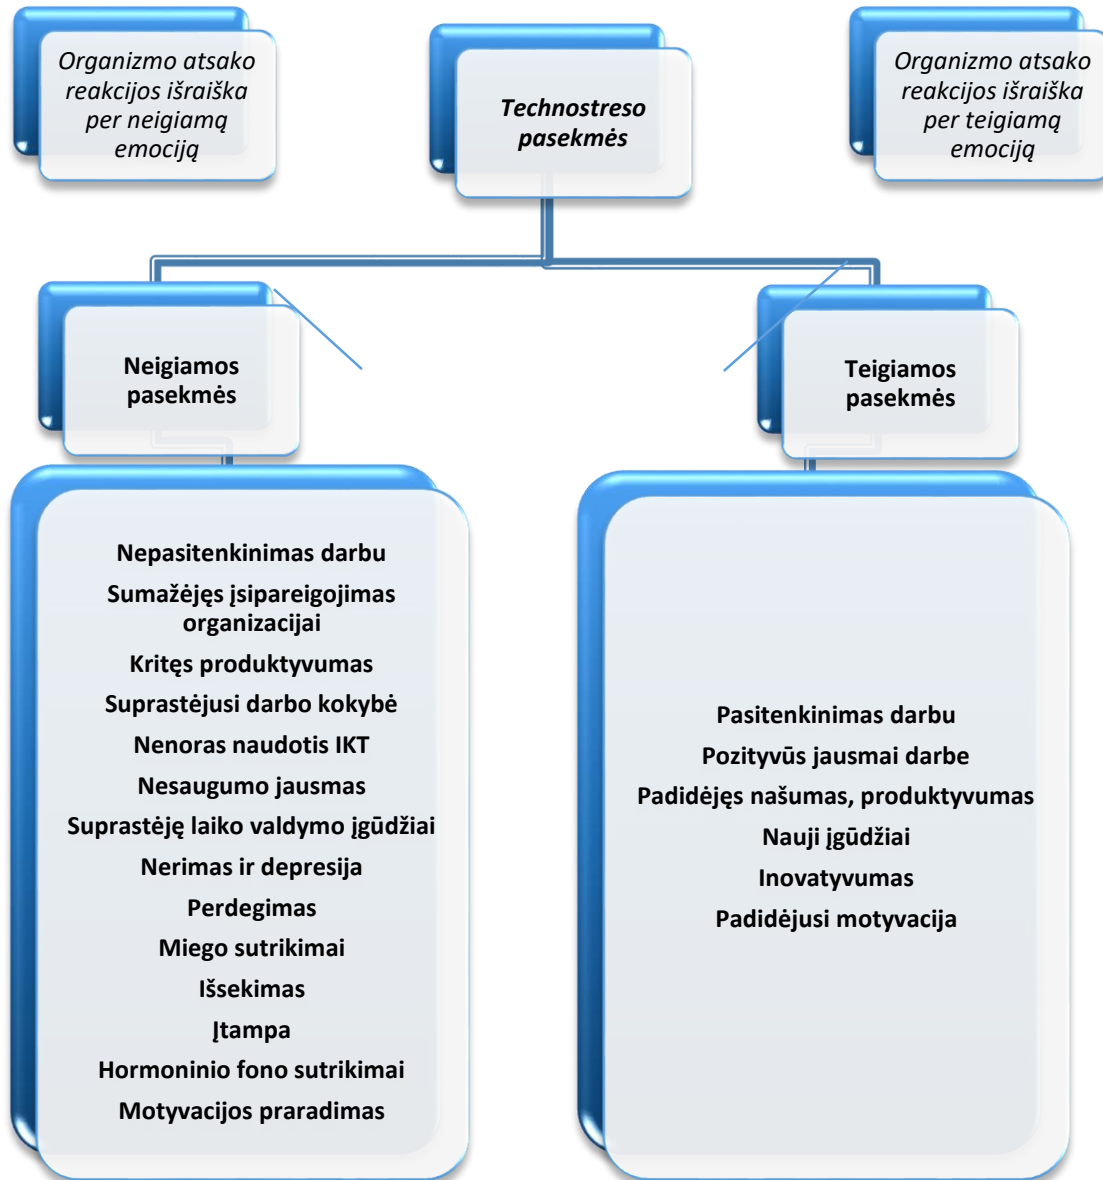 Organizmo atsako
reakcijos išraiška
per neigiamą
emociją
Technostreso
pasekmės
Organizmo atsako
reakcijos išraiška
per teigiamą
emociją
Neigiamos
pasekmės
Teigiamos
pasekmės
Nepasitenkinimas darbu
Sumažėjęs įsipareigojimas
organizacijai
Kritęs produktyvumas
Suprastėjusi darbo kokybė
Nenoras naudotis IKT
Nesaugumo jausmas
Suprastėję laiko valdymo įgūdžiai
Nerimas ir depresija
Perdegimas
Miego sutrikimai
Išsekimas
Įtampa
Hormoninio fono sutrikimai
Motyvacijos praradimas
Pasitenkinimas darbu
Pozityvūs jausmai darbe
Padidėjęs našumas, produktyvumas
Nauji įgūdžiai
Inovatyvumas
Padidėjusi motyvacija